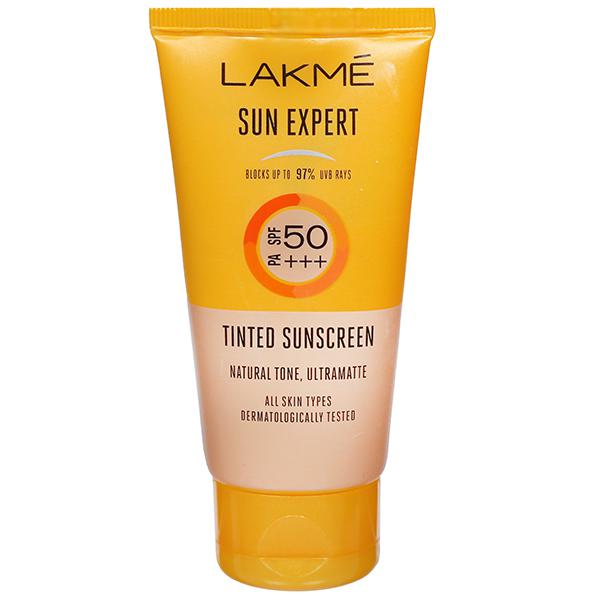 LAKMÉ
SUN EXPERT
BLOCKS UP TO 97% UVB RAYS
SPF 50
PA +++
TINTED SUNSCREEN
NATURAL TONE, ULTRAMATTE
ALL SKIN TYPES
DERMATOLOGICALLY TESTED